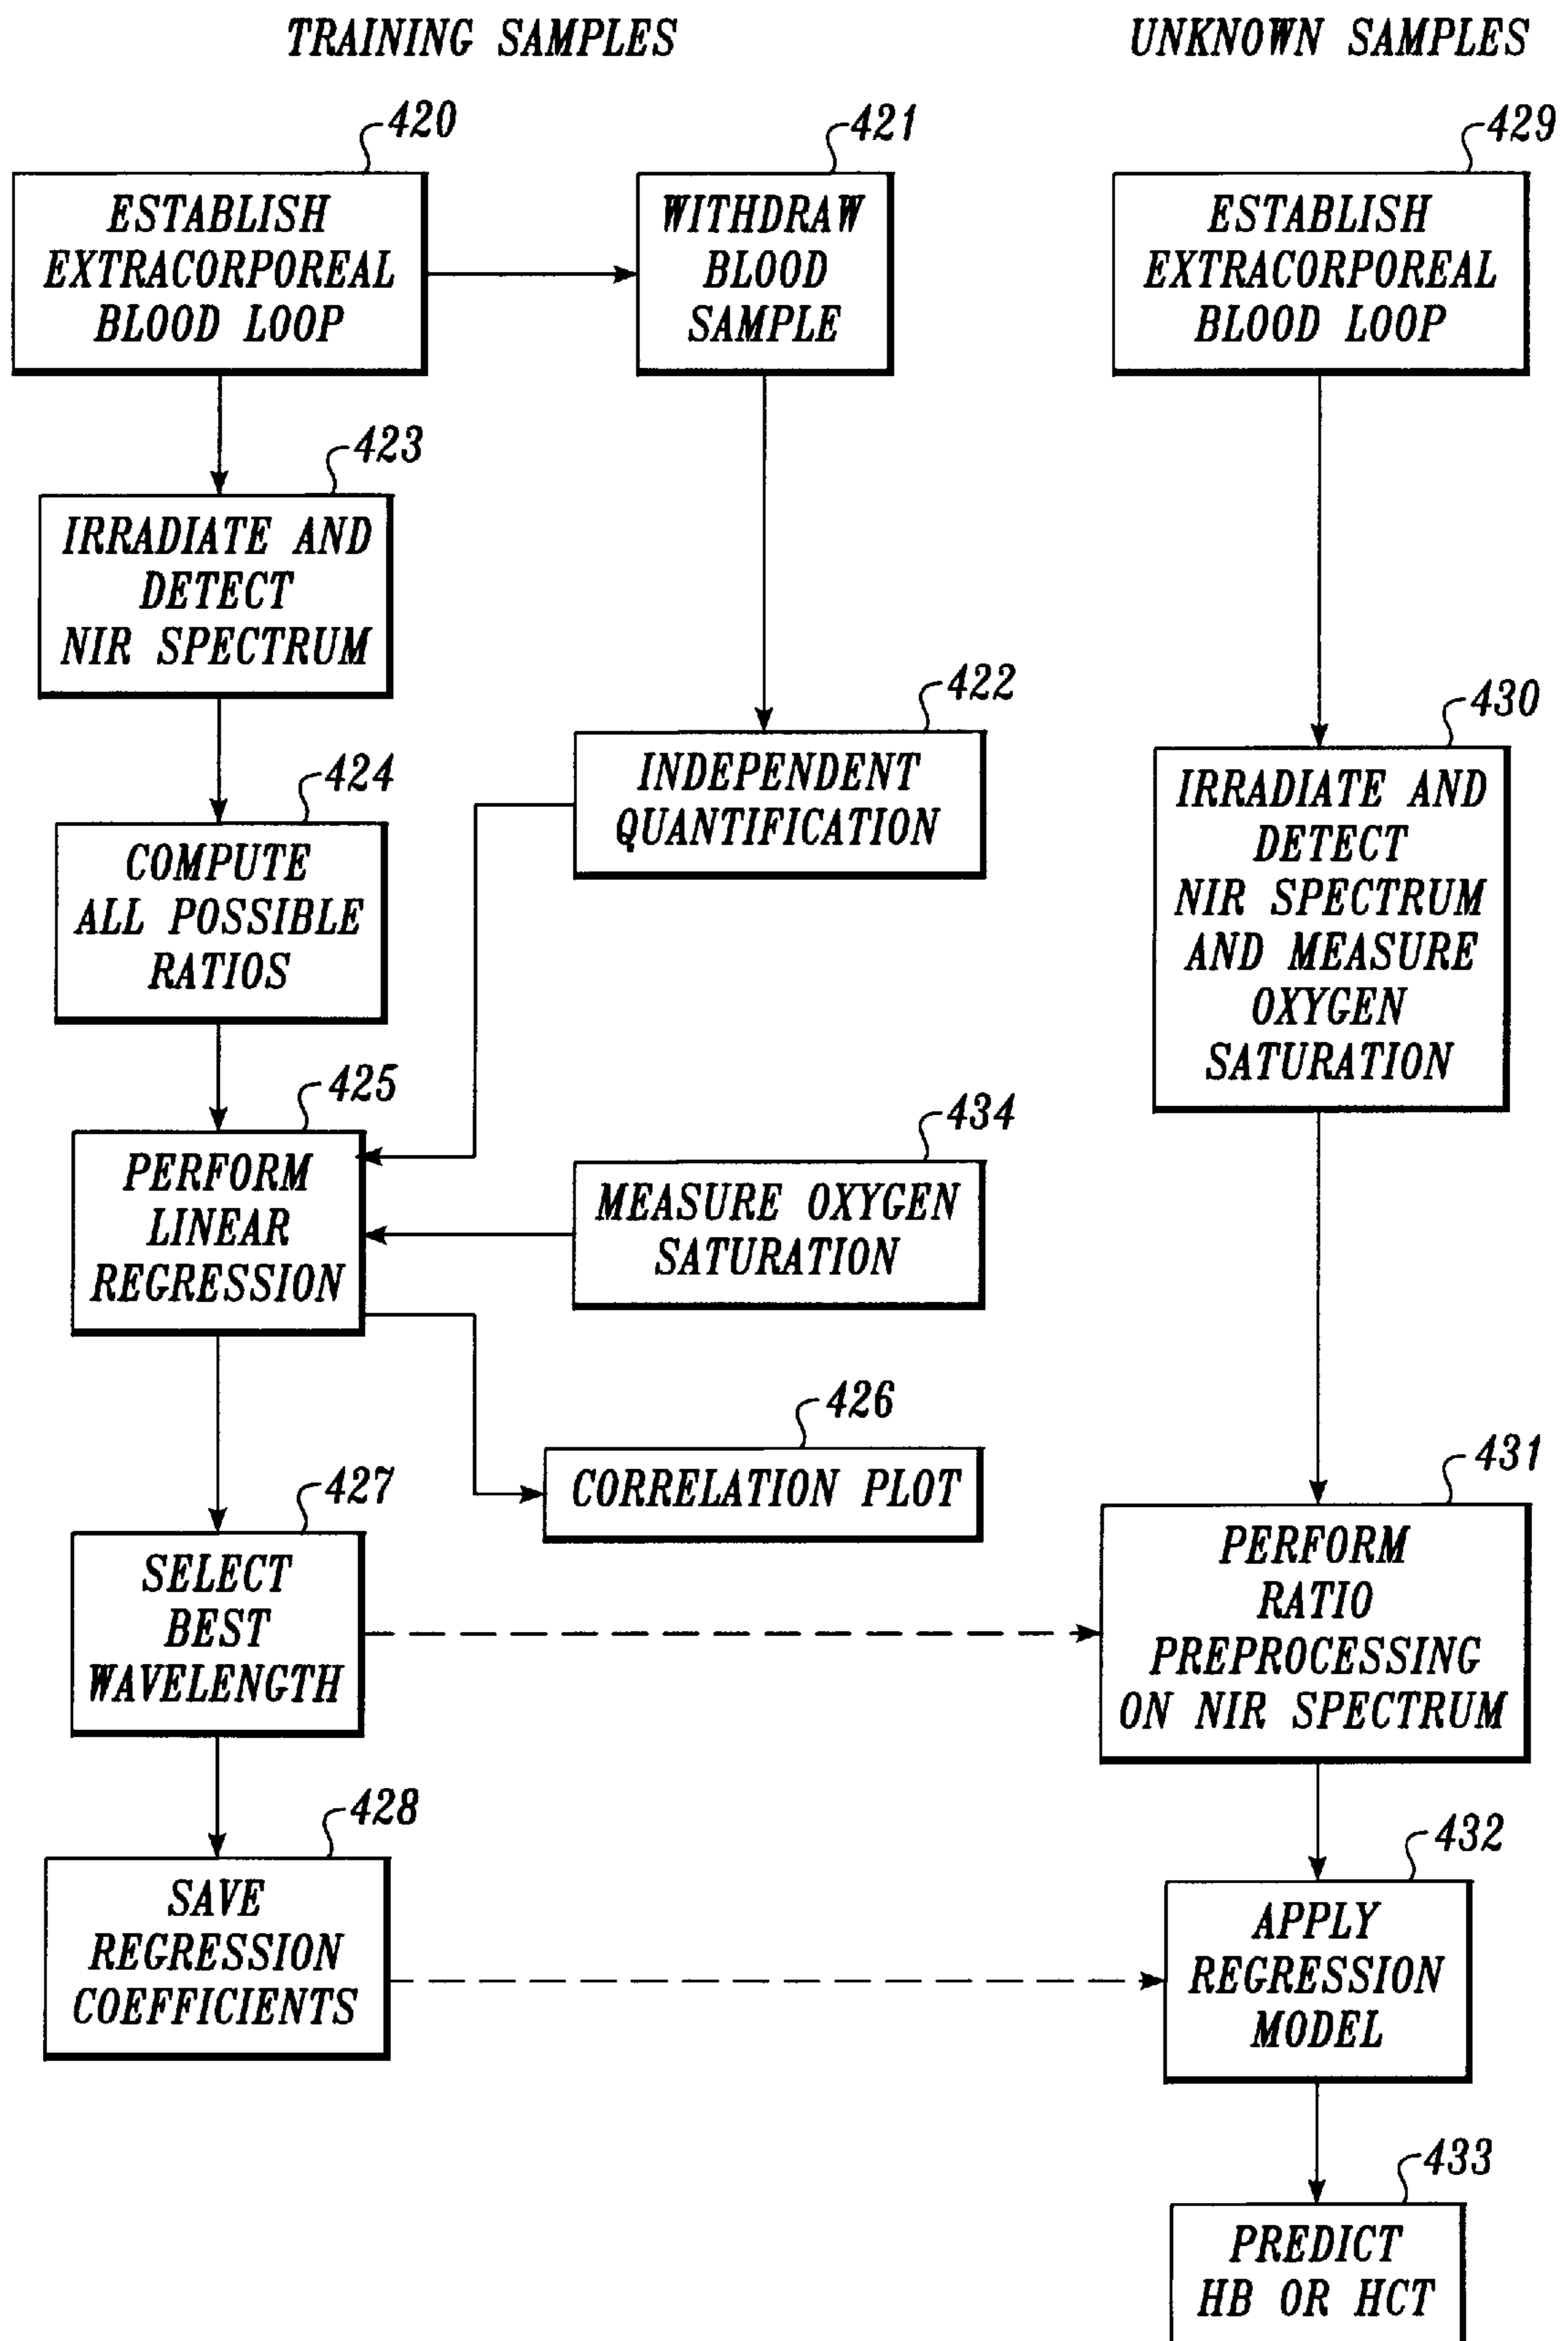 TRAINING SAMPLES
UNKNOWN SAMPLES
420
ESTABLISH
EXTRACORPOREAL
BLOOD LOOP
421
WITHDRAW
BLOOD
SAMPLE
429
ESTABLISH
EXTRACORPOREAL
BLOOD LOOP
423
IRRADIATE AND
DETECT
NIR SPECTRUM
422
INDEPENDENT
QUANTIFICATION
430
IRRADIATE AND
DETECT
NIR SPECTRUM
AND MEASURE
OXYGEN
SATURATION
424
COMPUTE
ALL POSSIBLE
RATIOS
425
PERFORM
LINEAR
REGRESSION
434
MEASURE OXYGEN
SATURATION
426
CORRELATION PLOT
427
SELECT
BEST
WAVELENGTH
431
PERFORM
RATIO
PREPROCESSING
ON NIR SPECTRUM
428
SAVE
REGRESSION
COEFFICIENTS
432
APPLY
REGRESSION
MODEL
433
PREDICT
HB OR HCT